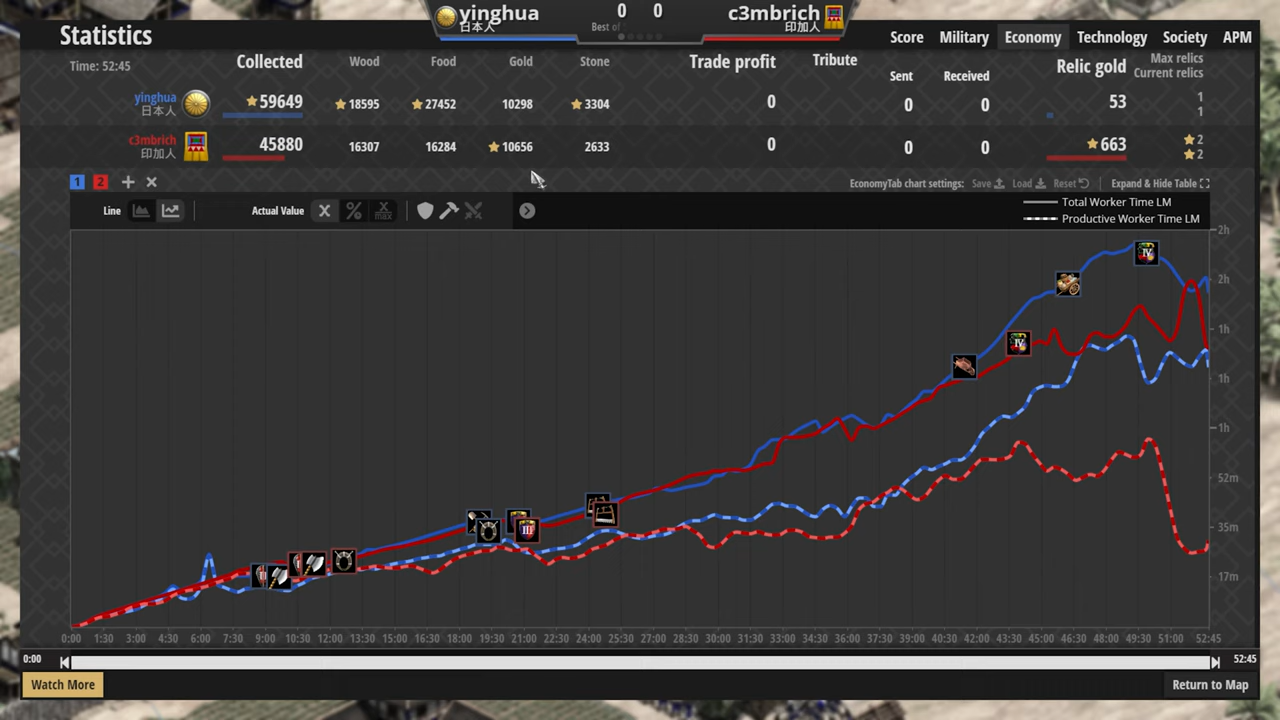 yinghua 0 0 c3mbrich
日本人 Best of 印加人
Statistics Score Military Economy Technology Society APM
Time: 52:45 Collected Wood Food Gold Stone Trade profit Tribute Sent Received Relic gold Max relics
Current relics
yinghua 59649 18595 27452 10298 3304 0 0 0 53 1
日本人 1
c3mbrich 45880 16307 16284 10656 2633 0 0 0 663 2
印加人 2
1 2 + × EconomyTab chart settings: Save Load Reset Expand & Hide Table
Line Actual Value X % X/max Total Worker Time LM
Productive Worker Time LM
2h
IV
2h
1h
IV
1h
1h
52m
35m
III
17m
0:00 1:30 3:00 4:30 6:00 7:30 9:00 10:30 12:00 13:30 15:00 16:30 18:00 19:30 21:00 22:30 24:00 25:30 27:00 28:30 30:00 31:30 33:00 34:30 36:00 37:30 39:00 40:30 42:00 43:30 45:00 46:30 48:00 49:30 51:00 52:45
0:00 52:45
Watch More Return to Map